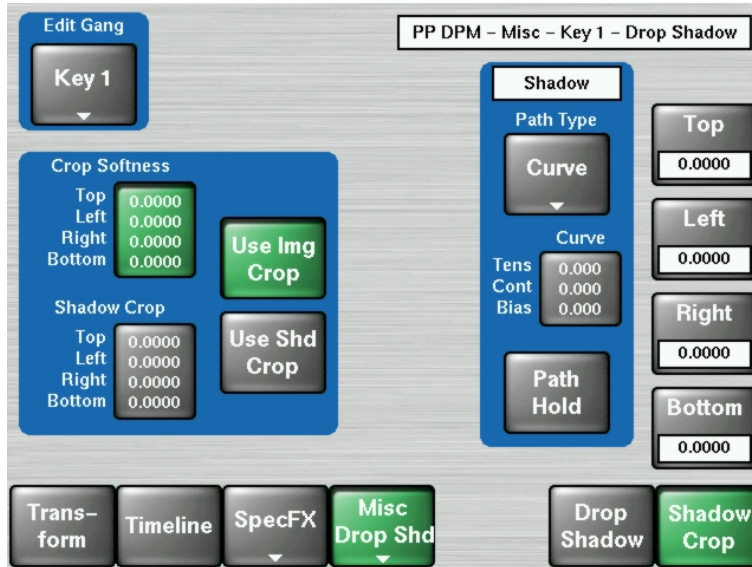 Edit Gang
PP DPM – Misc – Key 1 – Drop Shadow
Key 1
Shadow
Path Type
Curve
Curve
Tens 0.000
Cont 0.000
Bias 0.000
Path
Hold
Crop Softness
Top 0.0000
Left 0.0000
Right 0.0000
Bottom 0.0000
Use Img
Crop
Shadow Crop
Top 0.0000
Left 0.0000
Right 0.0000
Bottom 0.0000
Use Shd
Crop
Top
0.0000
Left
0.0000
Right
0.0000
Bottom
0.0000
Trans–
form
Timeline
SpecFX
Misc
Drop Shd
Drop
Shadow
Shadow
Crop